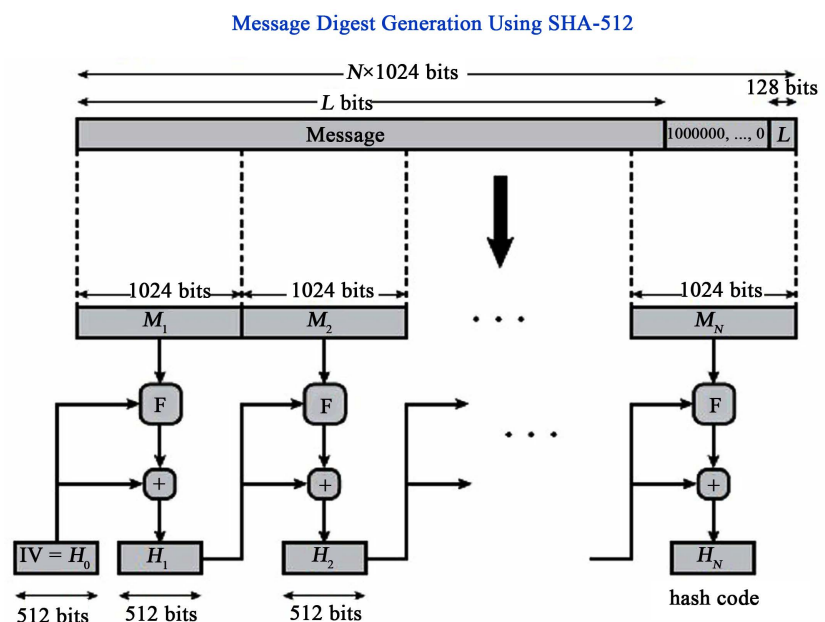 Message Digest Generation Using SHA-512
N×1024 bits
128 bits
L bits
Message 1000000, ..., 0 L
1024 bits 1024 bits 1024 bits
M1 M2 . . . MN
F F F
. . .
+ + +
IV = H0 H1 H2 HN
hash code
512 bits 512 bits 512 bits